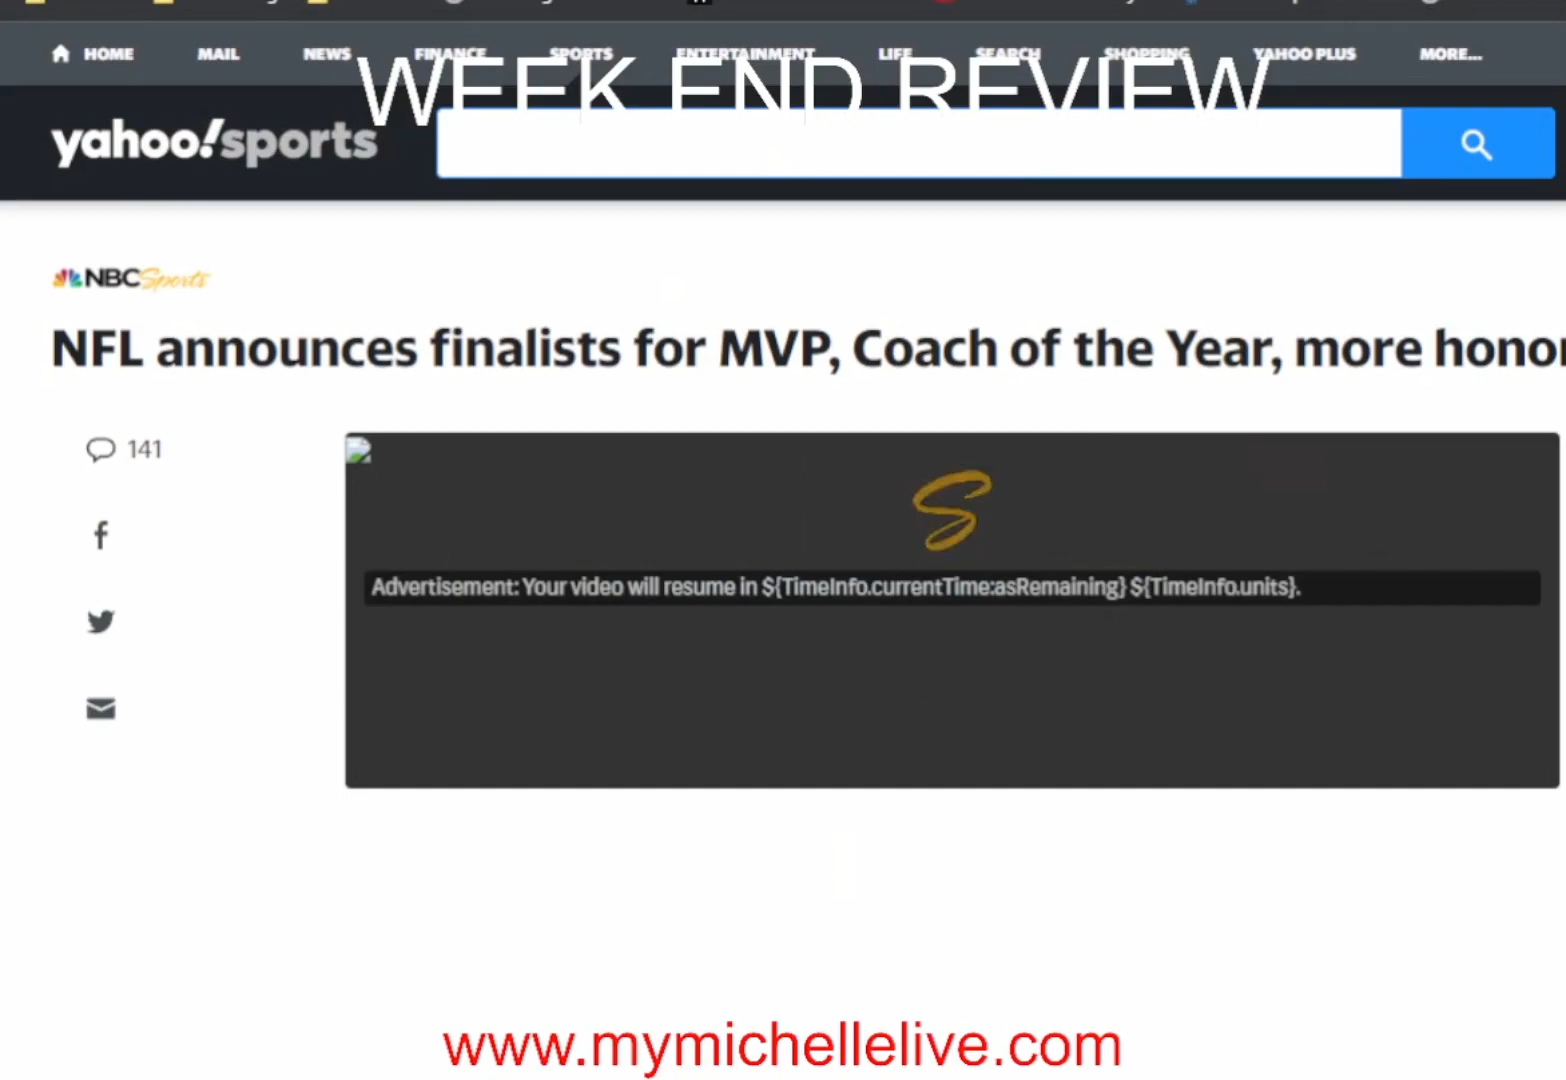 HOME MAIL NEWS FINANCE SPORTS ENTERTAINMENT LIFE SEARCH SHOPPING YAHOO PLUS MORE...
WEEK END REVIEW
yahoo!sports
NBC Sports
NFL announces finalists for MVP, Coach of the Year, more
141
S
Advertisement: Your video will resume in ${TimeInfo.currentTime:asRemaining} ${TimeInfo.units}.
www.mymichellelive.com